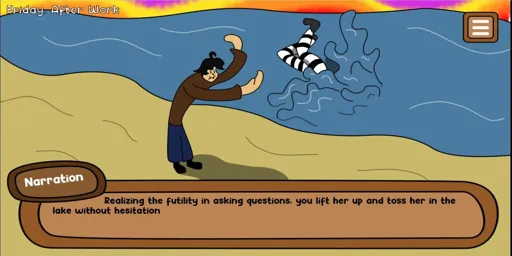 Friday-After Work
Narration
Realizing the futility in asking questions, you lift her up and toss her in the
lake without hesitation